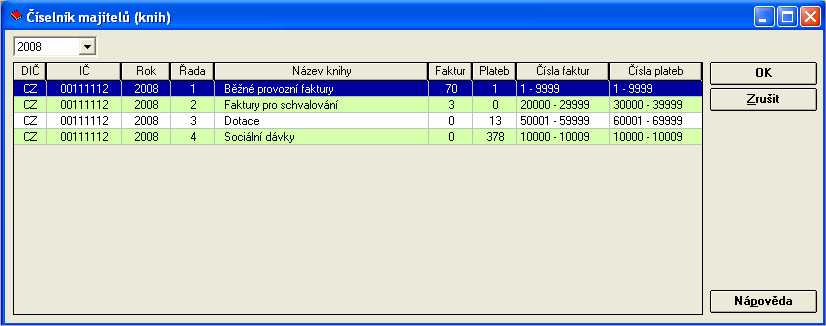 Číselník majitelů (knih)
2008
DIČ IČ Rok Řada Název knihy Faktur Plateb Čísla faktur Čísla plateb
CZ 00111112 2008 1 Běžné provozní faktury 70 1 1 - 9999 1 - 9999
CZ 00111112 2008 2 Faktury pro schvalování 3 0 20000 - 29999 30000 - 39999
CZ 00111112 2008 3 Dotace 0 13 50001 - 59999 60001 - 69999
CZ 00111112 2008 4 Sociální dávky 0 378 10000 - 10009 10000 - 10009
OK
Zrušit
Nápověda